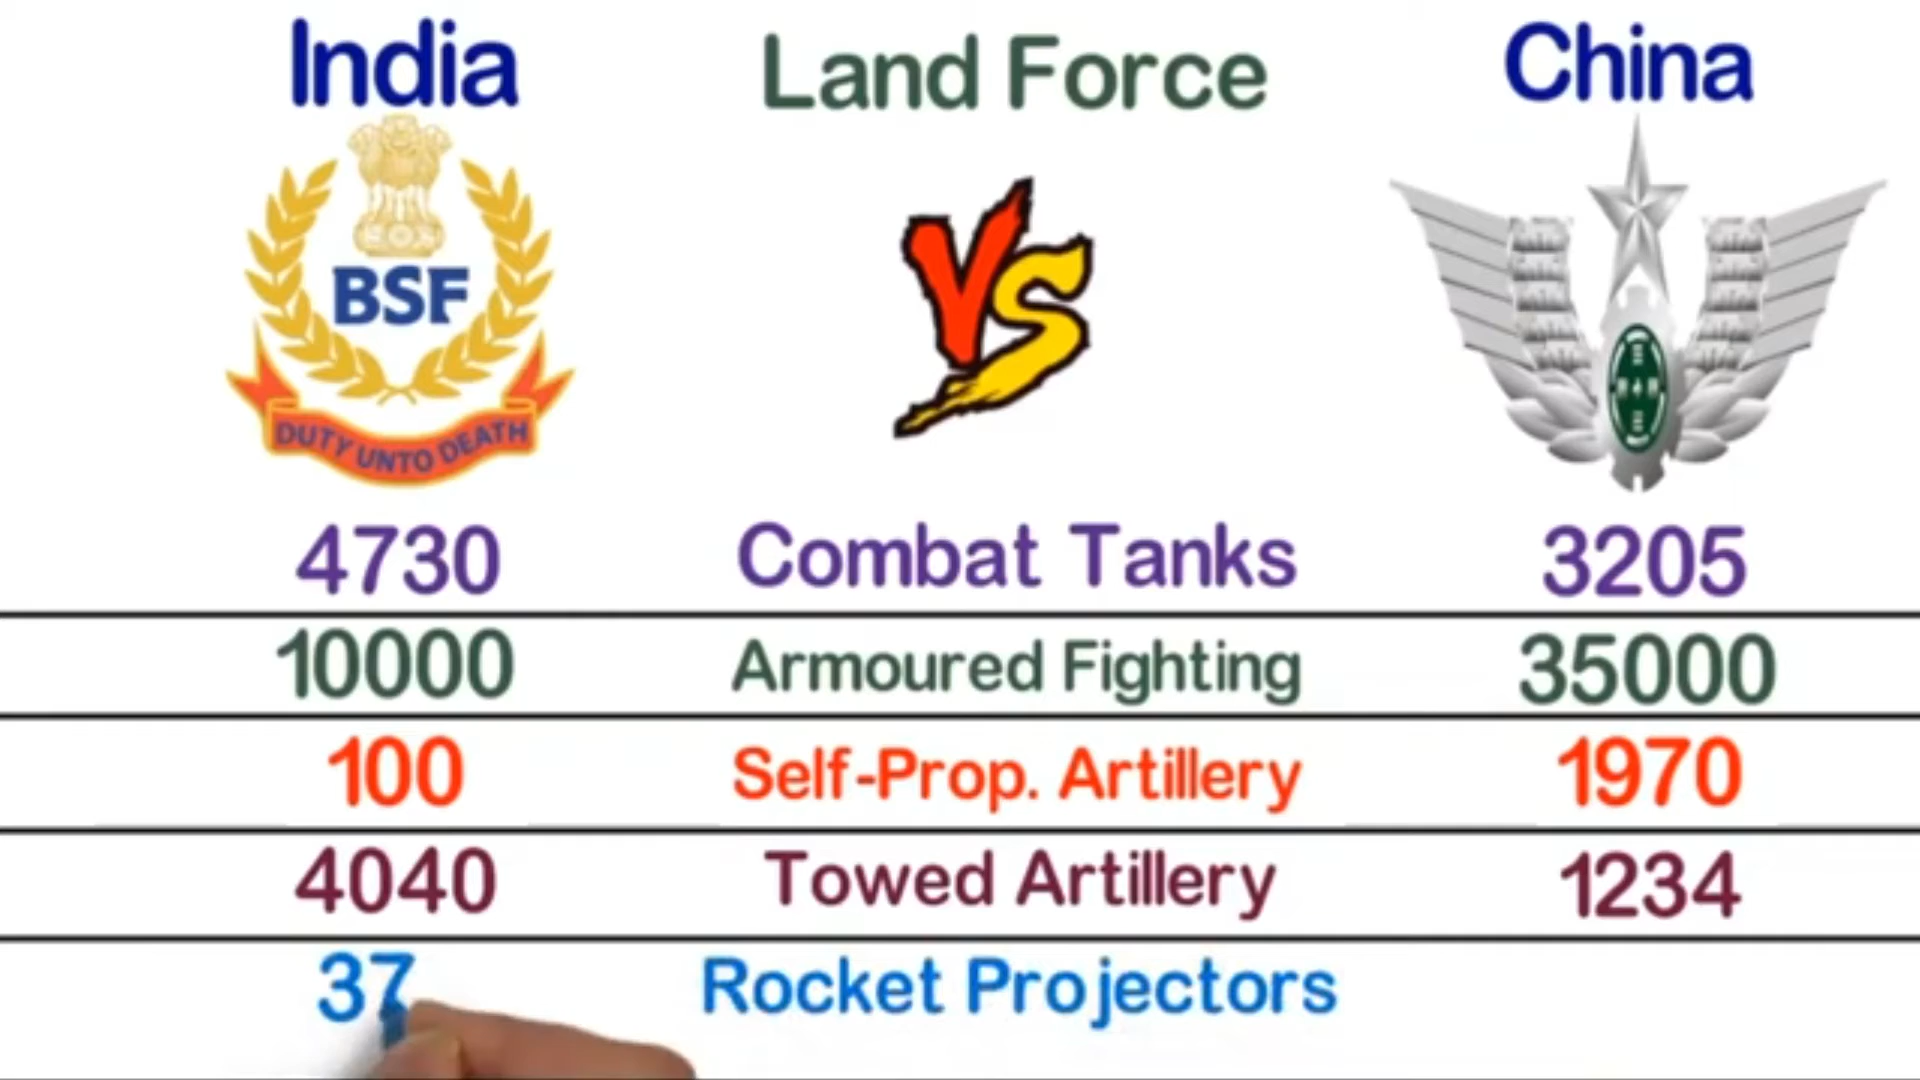 India Land Force China
VS
BSF
DUTY UNTO DEATH
4730 Combat Tanks 3205
10000 Armoured Fighting 35000
100 Self-Prop. Artillery 1970
4040 Towed Artillery 1234
37 Rocket Projectors